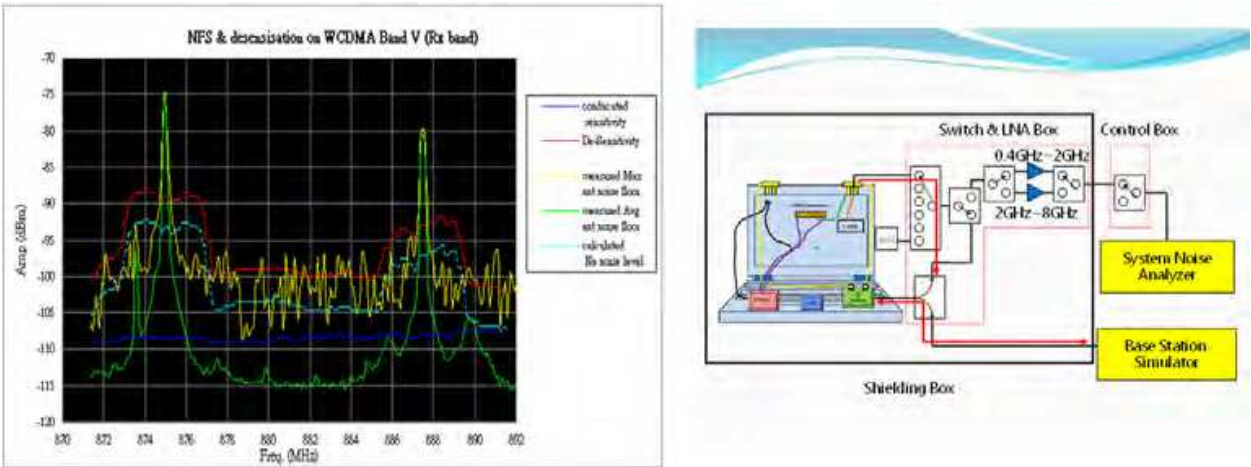 NFS & desensisation on WCDMA Band V (Rx band)
-70
-75
-80
-85
-90
-95
-100
-105
-110
-115
-120
Amp (dBm)
870
872
874
876
878
880
882
884
886
888
890
892
Freq. (MHz)
conducted
sensitivity
De-Sensitivity
measured Max
ant noise floor
measured Avg
ant noise floor
calculated
Nb noise level
Switch & LNA Box
Control Box
0.4GHz~2GHz
2GHz~8GHz
System Noise
Analyzer
Base Station
Simulator
Shielding Box